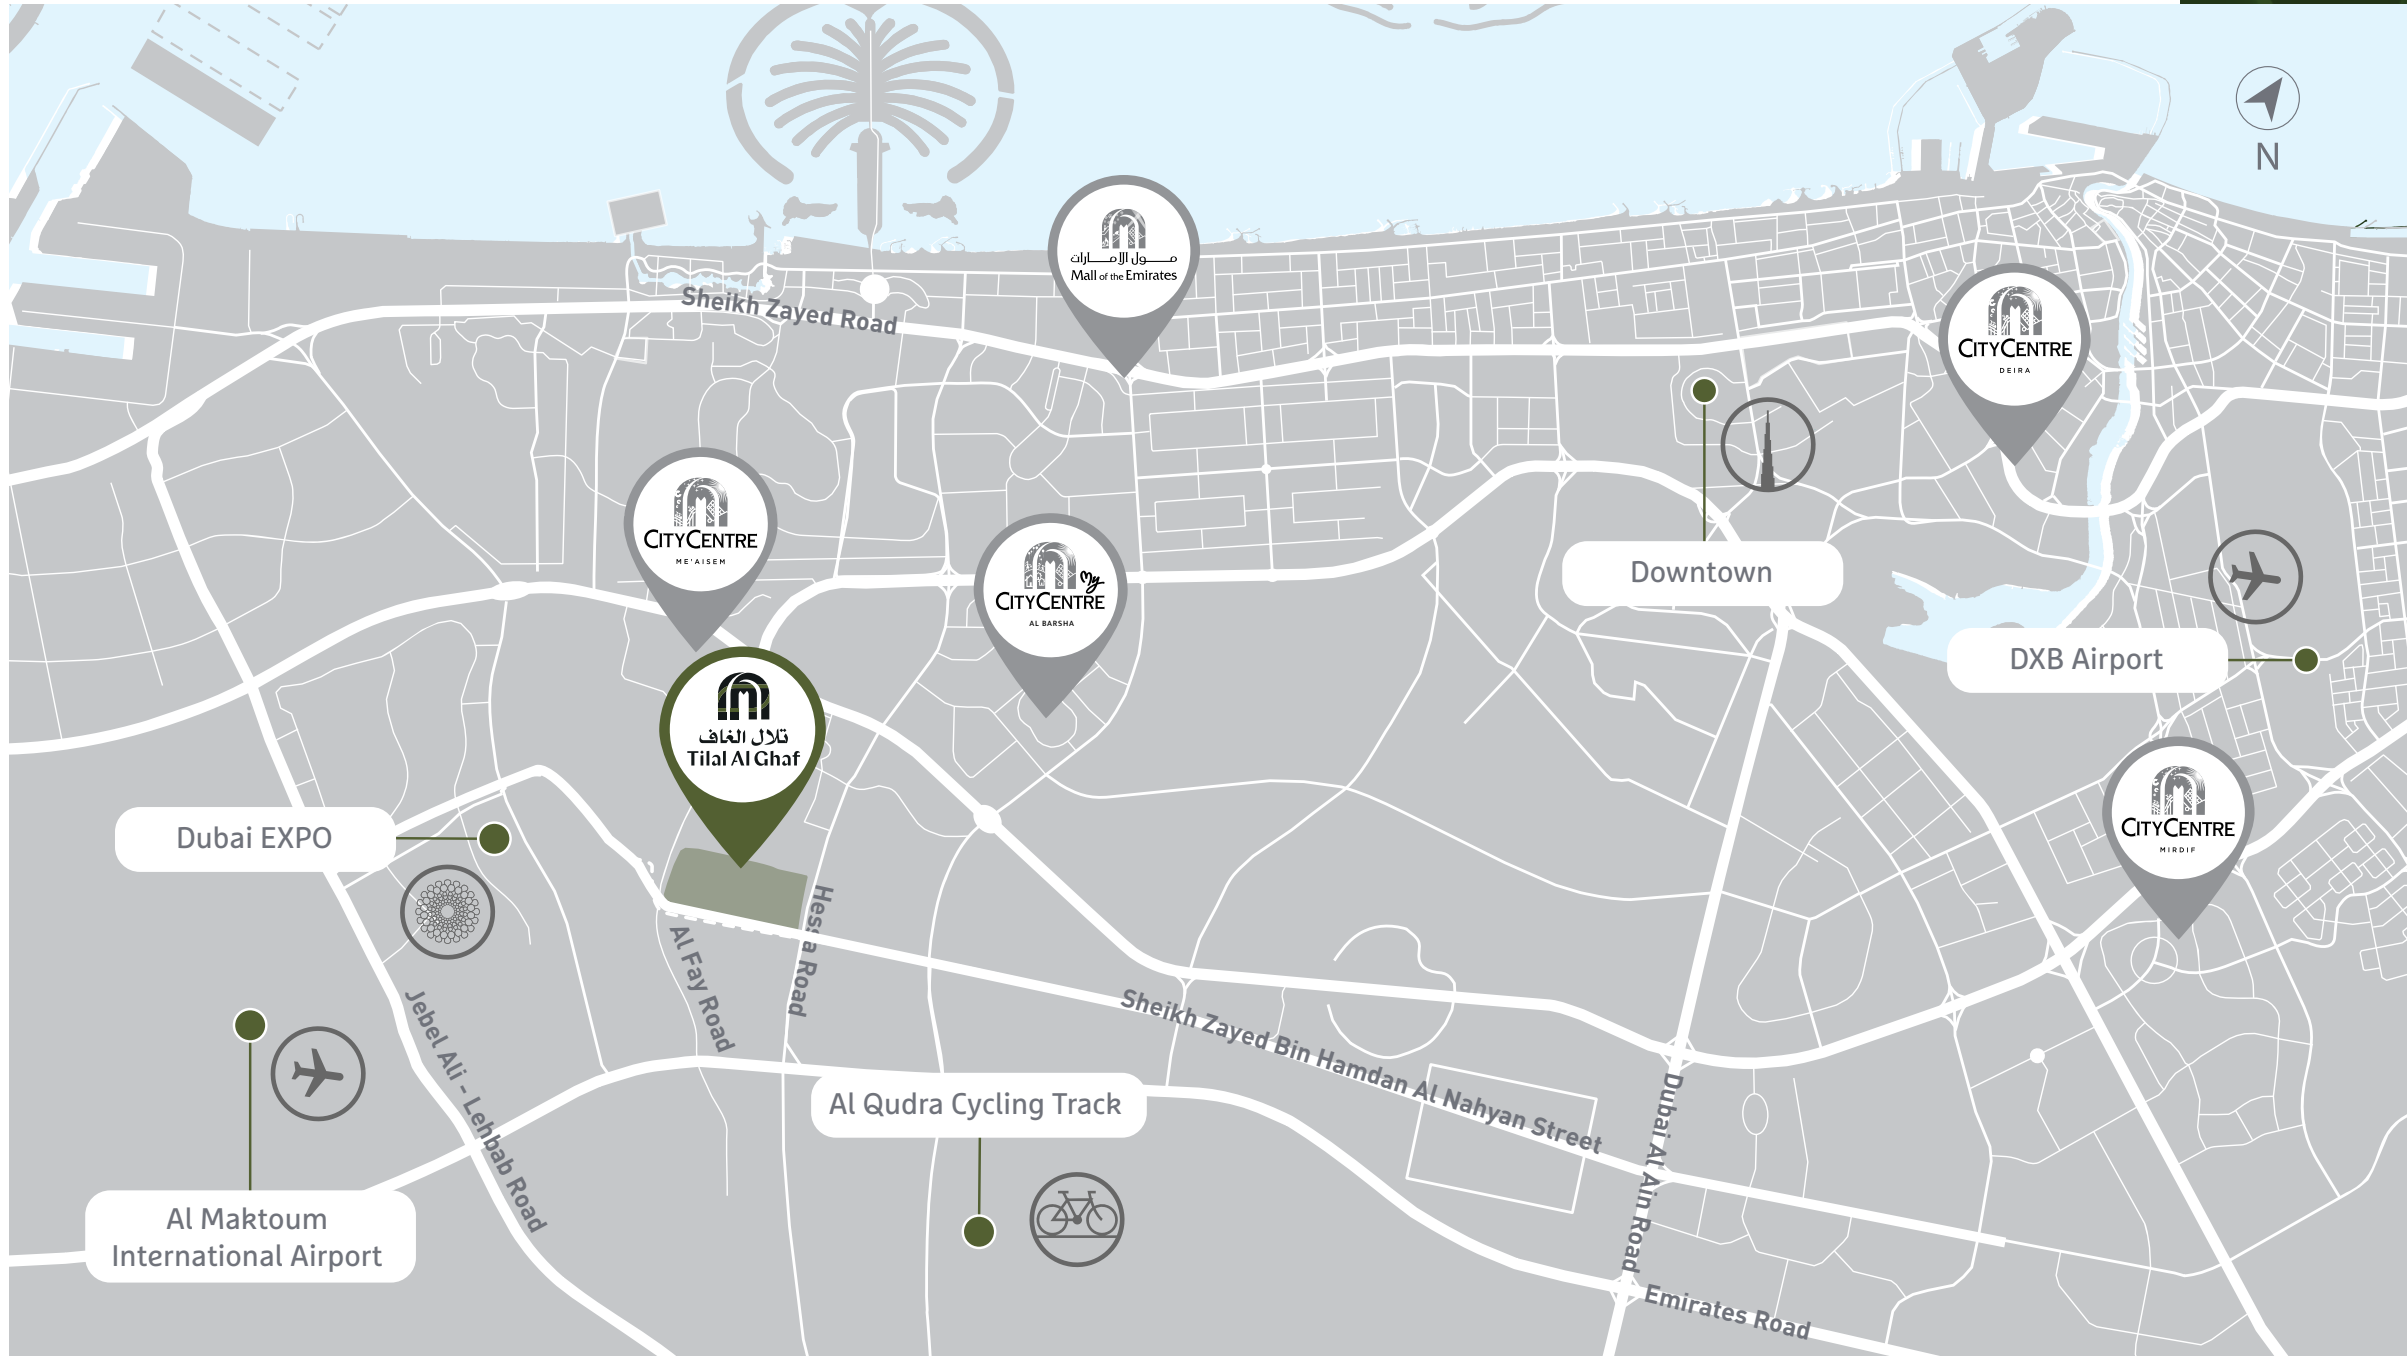 N
مول الإمارات
Mall of the Emirates
Sheikh Zayed Road
CITY CENTRE
DEIRA
CITY CENTRE
ME'AISEM
My
CITY CENTRE
AL BARSHA
Downtown
DXB Airport
تلال الغاف
Tilal Al Ghaf
CITY CENTRE
MIRDIF
Dubai EXPO
Hessa Road
Al Fay Road
Jebel Ali - Lehbab Road
Sheikh Zayed Bin Hamdan Al Nahyan Street
Al Qudra Cycling Track
Dubai Al Ain Road
Al Maktoum
International Airport
Emirates Road